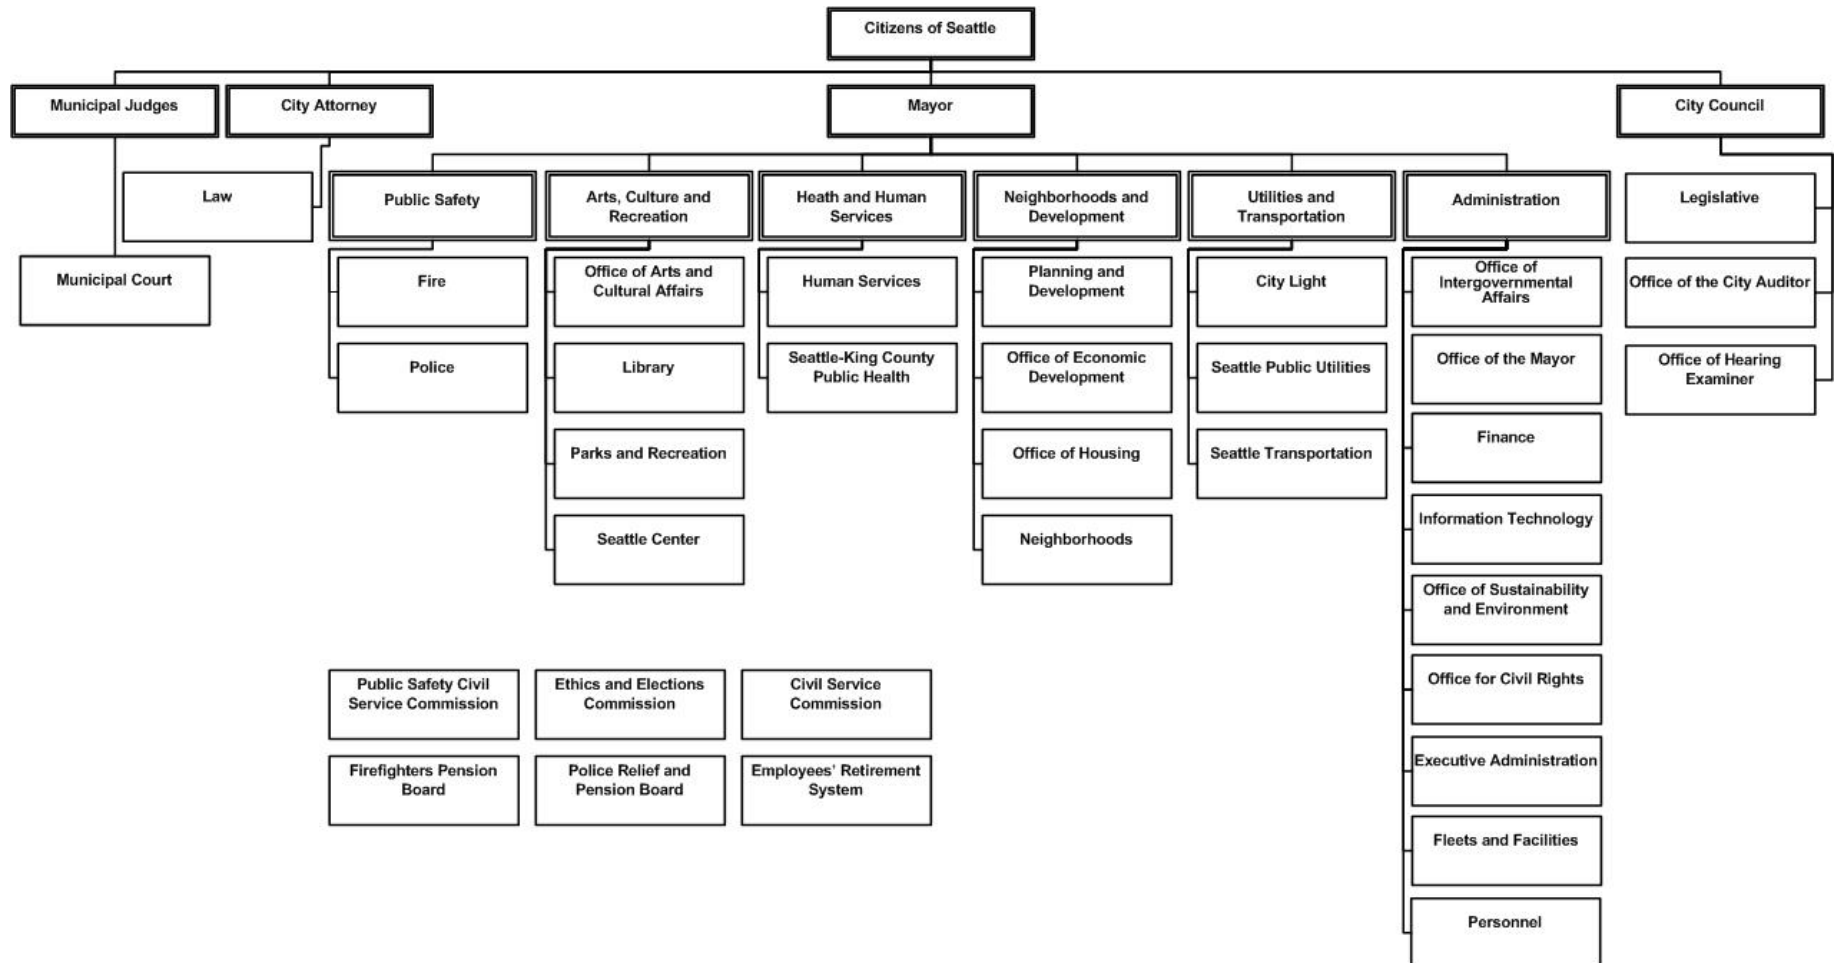 Citizens of Seattle
Municipal Judges
City Attorney
Mayor
City Council
Law
Public Safety
Arts, Culture and
Recreation
Heath and Human
Services
Neighborhoods and
Development
Utilities and
Transportation
Administration
Legislative
Municipal Court
Fire
Office of Arts and
Cultural Affairs
Human Services
Planning and
Development
City Light
Office of
Intergovernmental
Affairs
Office of the City Auditor
Police
Library
Seattle-King County
Public Health
Office of Economic
Development
Seattle Public Utilities
Office of the Mayor
Office of Hearing
Examiner
Parks and Recreation
Office of Housing
Seattle Transportation
Finance
Seattle Center
Neighborhoods
Information Technology
Office of Sustainability
and Environment
Public Safety Civil
Service Commission
Ethics and Elections
Commission
Civil Service
Commission
Office for Civil Rights
Firefighters Pension
Board
Police Relief and
Pension Board
Employees’ Retirement
System
Executive Administration
Fleets and Facilities
Personnel